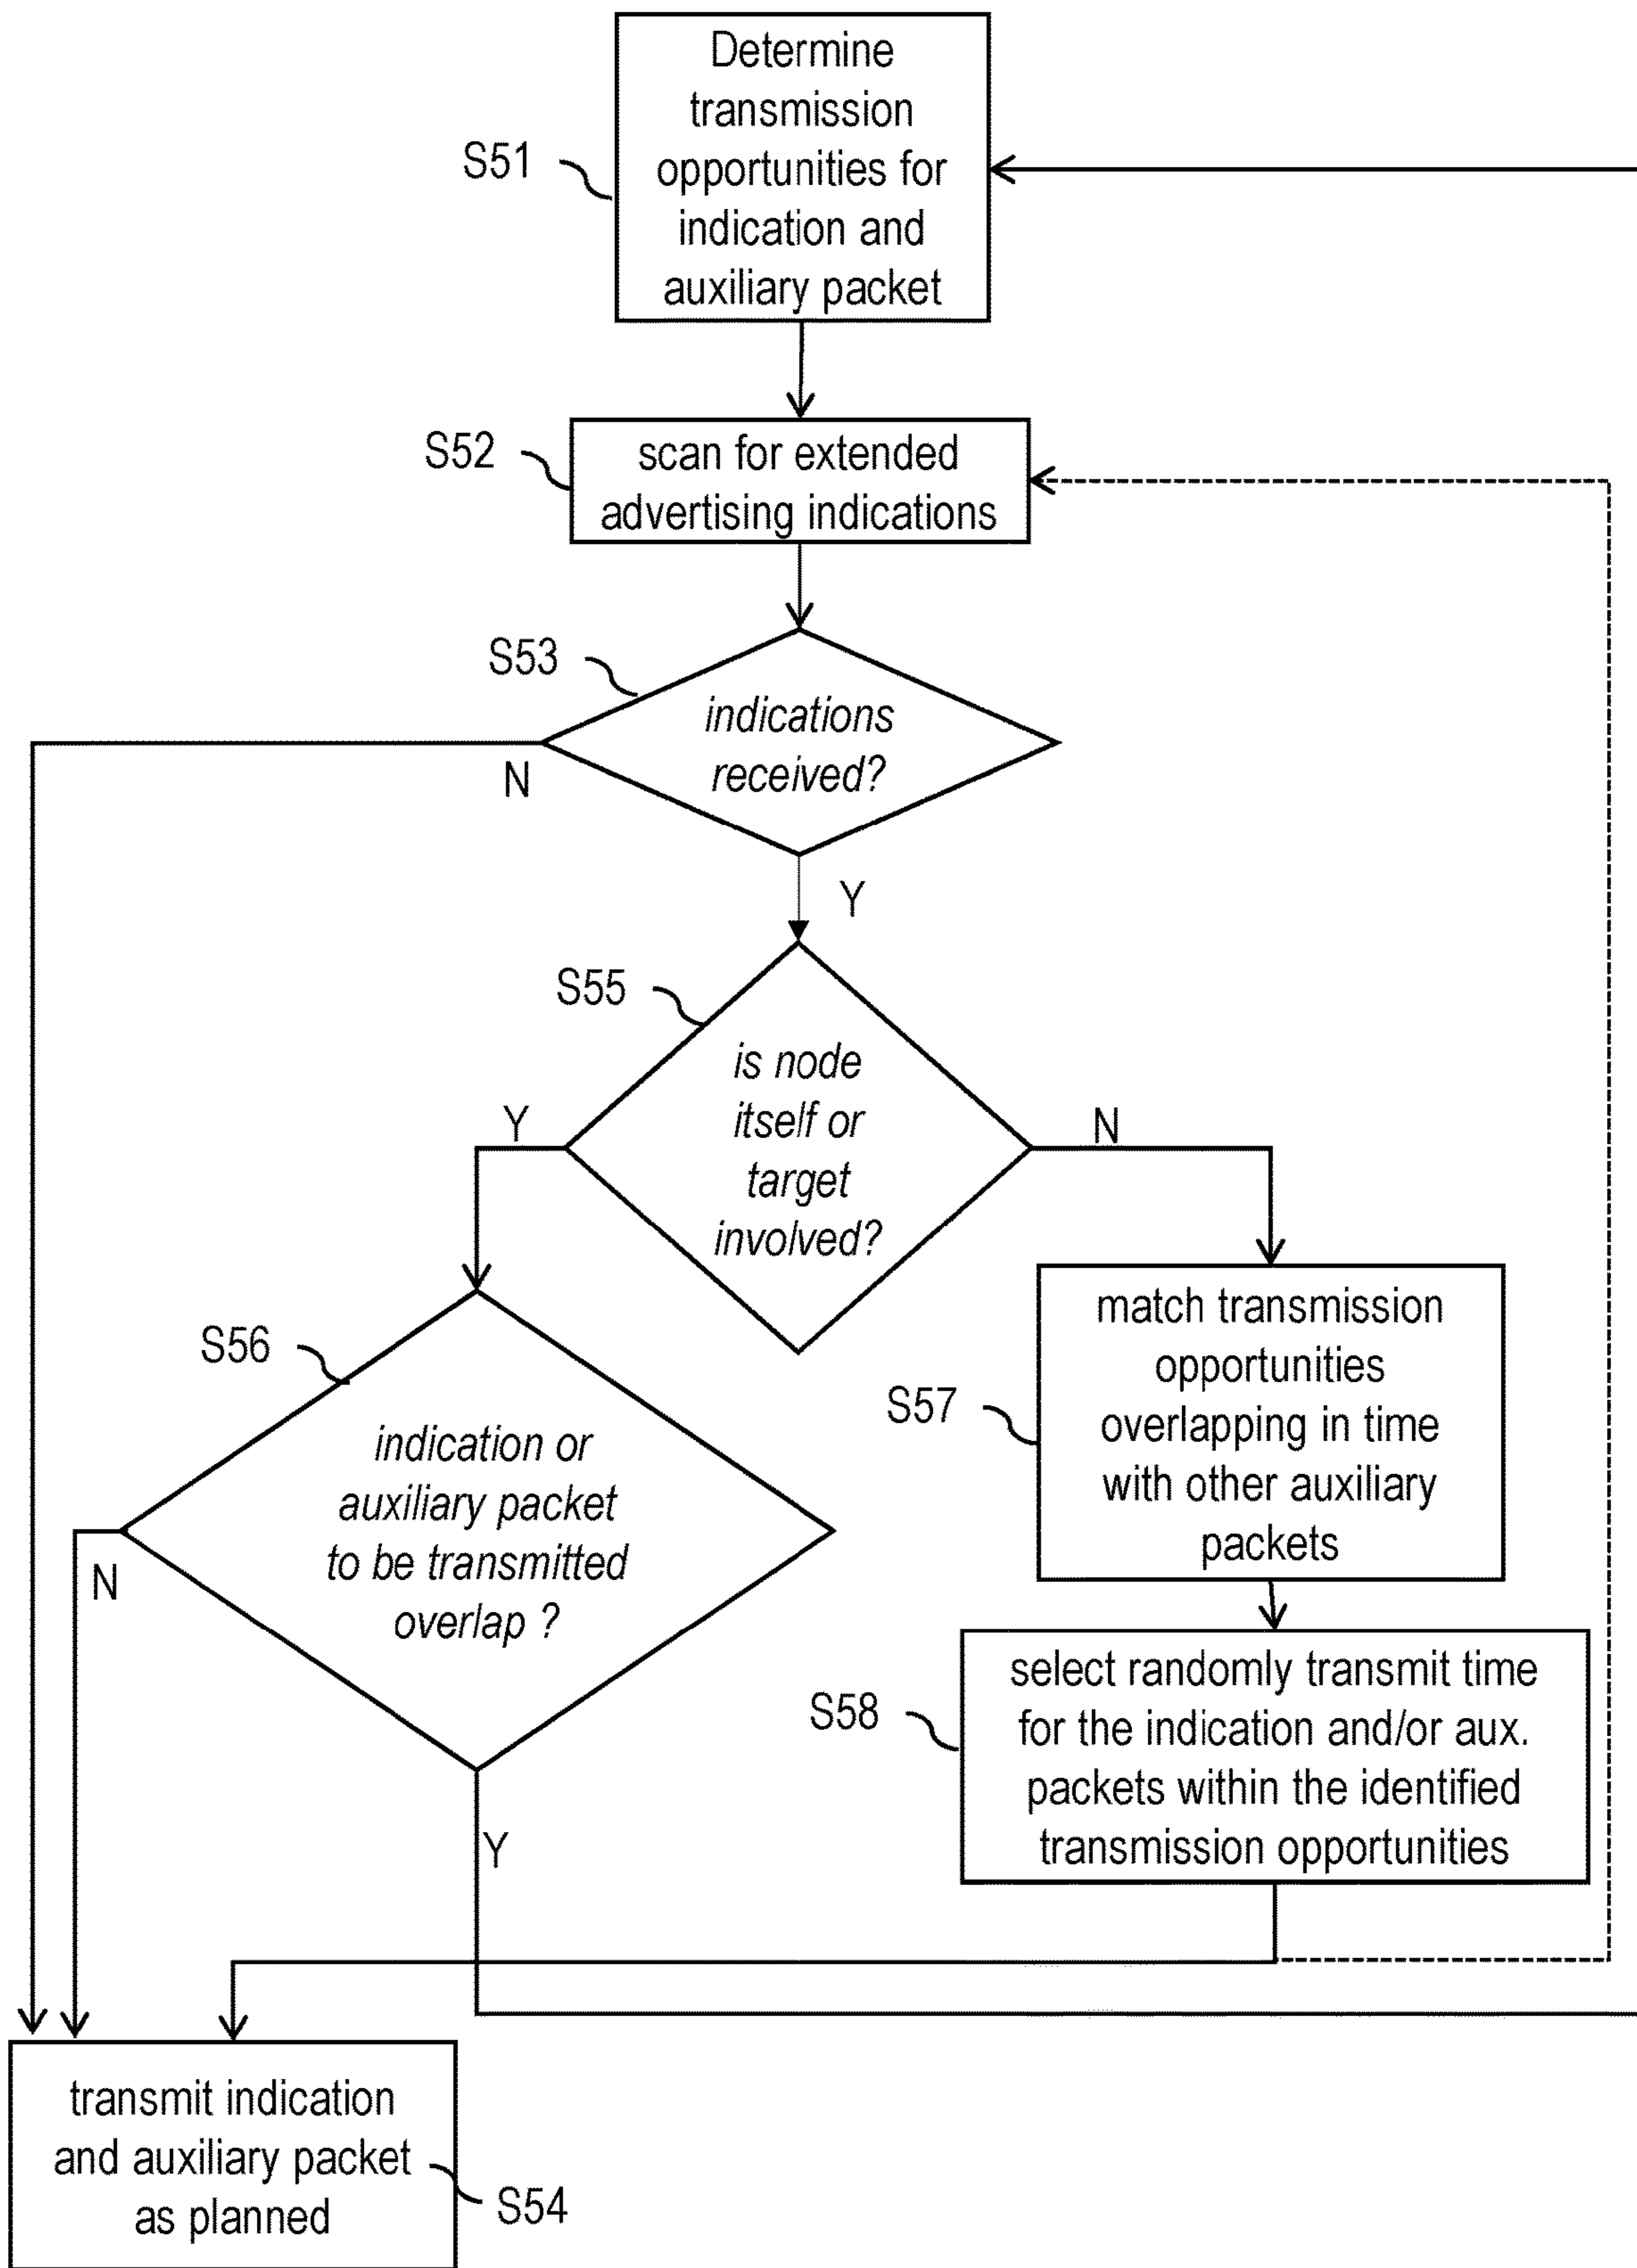 Determine
transmission
opportunities for
indication and
auxiliary packet
S51
S52
scan for extended
advertising indications
S53
indications
received?
N
Y
S55
is node
itself or
target
involved?
Y
N
S56
indication or
auxiliary packet
to be transmitted
overlap ?
N
Y
S57
match transmission
opportunities
overlapping in time
with other auxiliary
packets
S58
select randomly transmit time
for the indication and/or aux.
packets within the identified
transmission opportunities
transmit indication
and auxiliary packet
as planned
S54